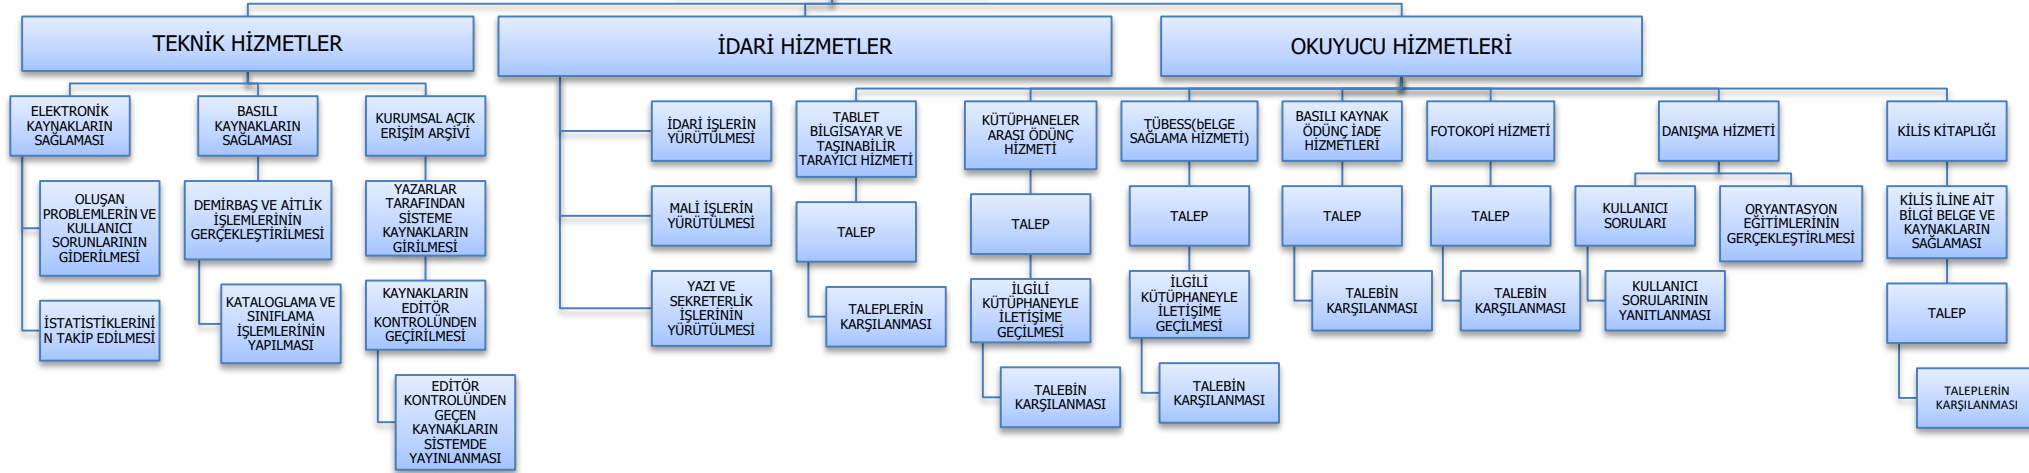 TEKNİK HİZMETLER
İDARİ HİZMETLER
OKUYUCU HİZMETLERİ
ELEKTRONİK
KAYNAKLARIN
SAĞLAMASI
BASILI
KAYNAKLARIN
SAĞLAMASI
KURUMSAL AÇIK
ERİŞİM ARŞİVİ
İDARİ İŞLERİN
YÜRÜTÜLMESİ
TABLET
BİLGİSAYAR VE
TAŞINABİLİR
TARAYICI HİZMETİ
KÜTÜPHANELER
ARASI ÖDÜNÇ
HİZMETİ
TÜBESS(bELGE
SAĞLAMA HİZMETİ)
BASILI KAYNAK
ÖDÜNÇ İADE
HİZMETLERİ
FOTOKOPİ HİZMETİ
DANIŞMA HİZMETİ
KİLİS KİTAPLIĞI
OLUŞAN
PROBLEMLERİN VE
KULLANICI
SORUNLARININ
GİDERİLMESİ
DEMİRBAŞ VE AİTLİK
İŞLEMLERİNİN
GERÇEKLEŞTİRİLMESİ
YAZARLAR
TARAFINDAN
SİSTEME
KAYNAKLARIN
GİRİLMESİ
MALİ İŞLERİN
YÜRÜTÜLMESİ
TALEP
TALEP
TALEP
TALEP
TALEP
KULLANICI
SORULARI
ORYANTASYON
EĞİTİMLERİNİN
GERÇEKLEŞTİRLMESİ
KİLİS İLİNE AİT
BİLGİ BELGE VE
KAYNAKLARIN
SAĞLAMASI
İSTATİSTİKLERİNİ
N TAKİP EDİLMESİ
KATALOGLAMA VE
SINIFLAMA
İŞLEMLERİNİN
YAPILMASI
KAYNAKLARIN
EDİTÖR
KONTROLÜNDEN
GEÇİRİLMESİ
YAZI VE
SEKRETERLİK
İŞLERİNİN
YÜRÜTÜLMESİ
TALEPLERİN
KARŞILANMASI
İLGİLİ
KÜTÜPHANEYLE
İLETİŞİME
GEÇİLMESİ
İLGİLİ
KÜTÜPHANEYLE
İLETİŞİME
GEÇİLMESİ
TALEBİN
KARŞILANMASI
TALEBİN
KARŞILANMASI
KULLANICI
SORULARININ
YANITLANMASI
TALEP
EDİTÖR
KONTROLÜNDEN
GEÇEN
KAYNAKLARIN
SİSTEMDE
YAYINLANMASI
TALEBİN
KARŞILANMASI
TALEBİN
KARŞILANMASI
TALEPLERİN
KARŞILANMASI